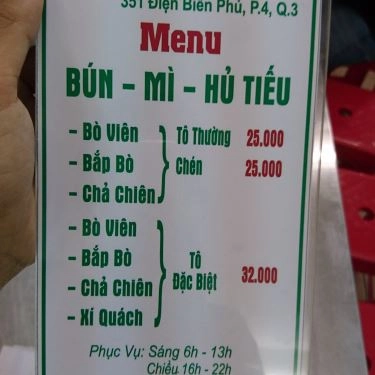 351 Điện Biên Phủ, P.4, Q.3
Menu
BÚN - MÌ - HỦ TIẾU
- Bò Viên
- Bắp Bò
- Chả Chiên
Tô Thường 25.000
Chén 25.000
- Bò Viên
- Bắp Bò
- Chả Chiên
- Xí Quách
Tô
Đặc Biệt 32.000
Phục Vụ: Sáng 6h - 13h
Chiều 16h - 22h